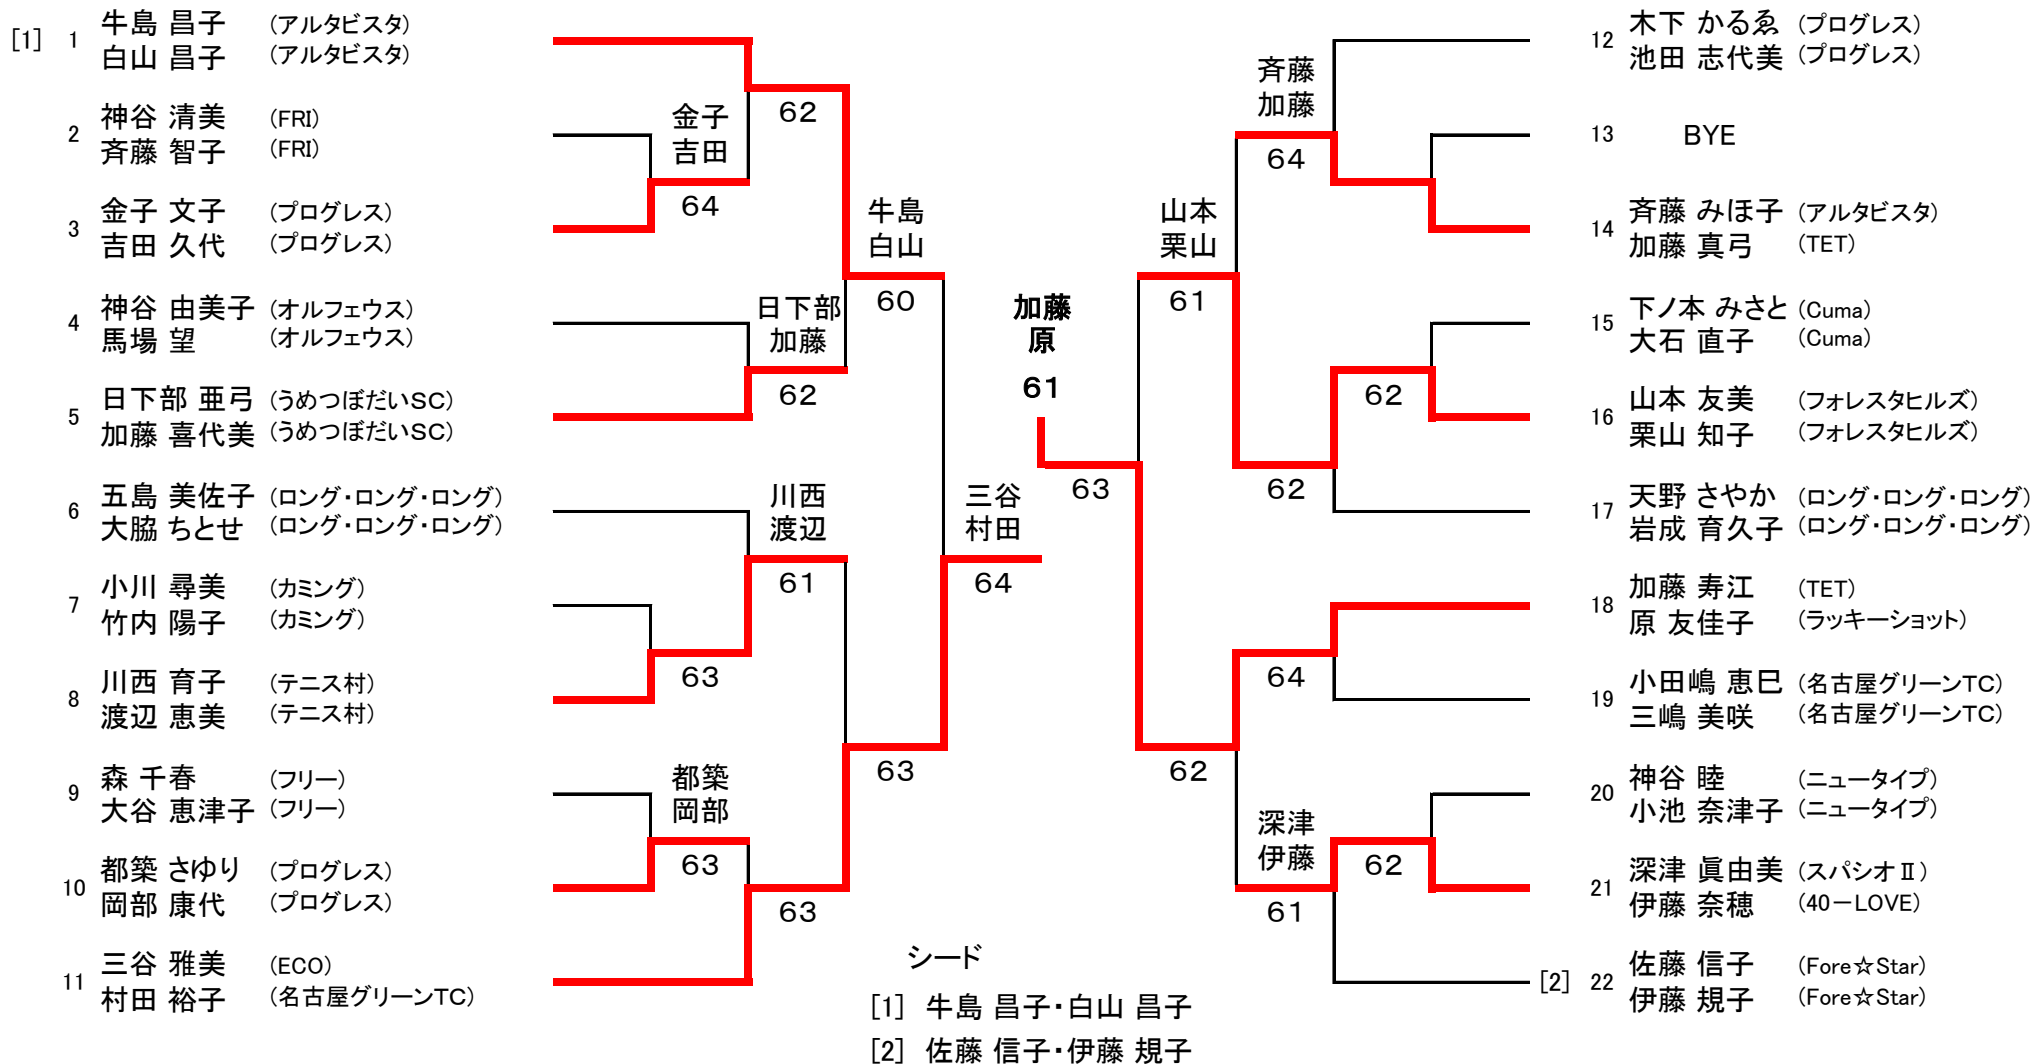 [1] 1 牛島 昌子 (アルタビスタ)
白山 昌子 (アルタビスタ)
2 神谷 清美 (FRI)
斉藤 智子 (FRI)
3 金子 文子 (プログレス)
吉田 久代 (プログレス)
4 神谷 由美子 (オルフェウス)
馬場 望 (オルフェウス)
5 日下部 亜弓 (うめつぼだいSC)
加藤 喜代美 (うめつぼだいSC)
6 五島 美佐子 (ロング・ロング・ロング)
大脇 ちとせ (ロング・ロング・ロング)
7 小川 尋美 (カミング)
竹内 陽子 (カミング)
8 川西 育子 (テニス村)
渡辺 恵美 (テニス村)
9 森 千春 (フリー)
大谷 恵津子 (フリー)
10 都築 さゆり (プログレス)
岡部 康代 (プログレス)
11 三谷 雅美 (ECO)
村田 裕子 (名古屋グリーンTC)
金子
吉田
64
63
都築
岡部
63
62
日下部
加藤
62
川西
渡辺
61
63
牛島
白山
60
63
三谷
村田
64
加藤
原
61
63
山本
栗山
61
62
斉藤
加藤
64
62
64
深津
伊藤
61
62
62
12 木下 かるゑ (プログレス)
池田 志代美 (プログレス)
13 BYE
14 斉藤 みほ子 (アルタビスタ)
加藤 真弓 (TET)
15 下ノ本 みさと (Cuma)
大石 直子 (Cuma)
16 山本 友美 (フォレスタヒルズ)
栗山 知子 (フォレスタヒルズ)
17 天野 さやか (ロング・ロング・ロング)
岩成 育久子 (ロング・ロング・ロング)
18 加藤 寿江 (TET)
原 友佳子 (ラッキーショット)
19 小田嶋 恵巳 (名古屋グリーンTC)
三嶋 美咲 (名古屋グリーンTC)
20 神谷 睦 (ニュータイプ)
小池 奈津子 (ニュータイプ)
21 深津 眞由美 (スパシオⅡ)
伊藤 奈穂 (40－LOVE)
[2] 22 佐藤 信子 (Fore☆Star)
伊藤 規子 (Fore☆Star)
シード
[1] 牛島 昌子・白山 昌子
[2] 佐藤 信子・伊藤 規子